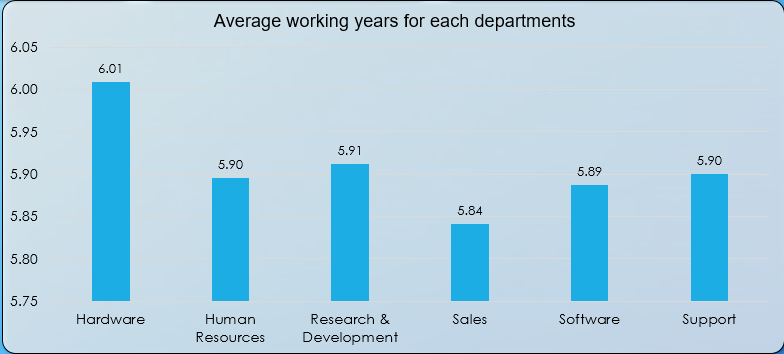 Average working years for each departments
6.05
6.00
5.95
5.90
5.85
5.80
5.75
6.01
5.90
5.91
5.84
5.89
5.90
Hardware
Human
Resources
Research &
Development
Sales
Software
Support